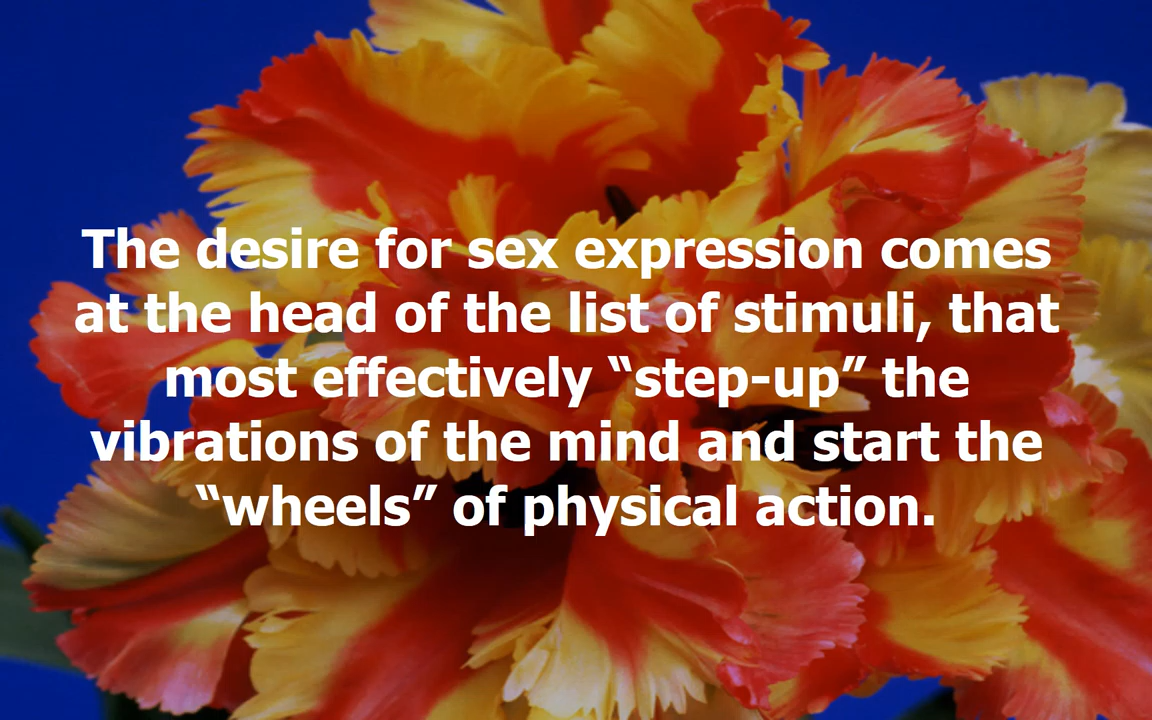 The desire for sex expression comes
at the head of the list of stimuli, that
most effectively “step-up” the
vibrations of the mind and start the
“wheels” of physical action.